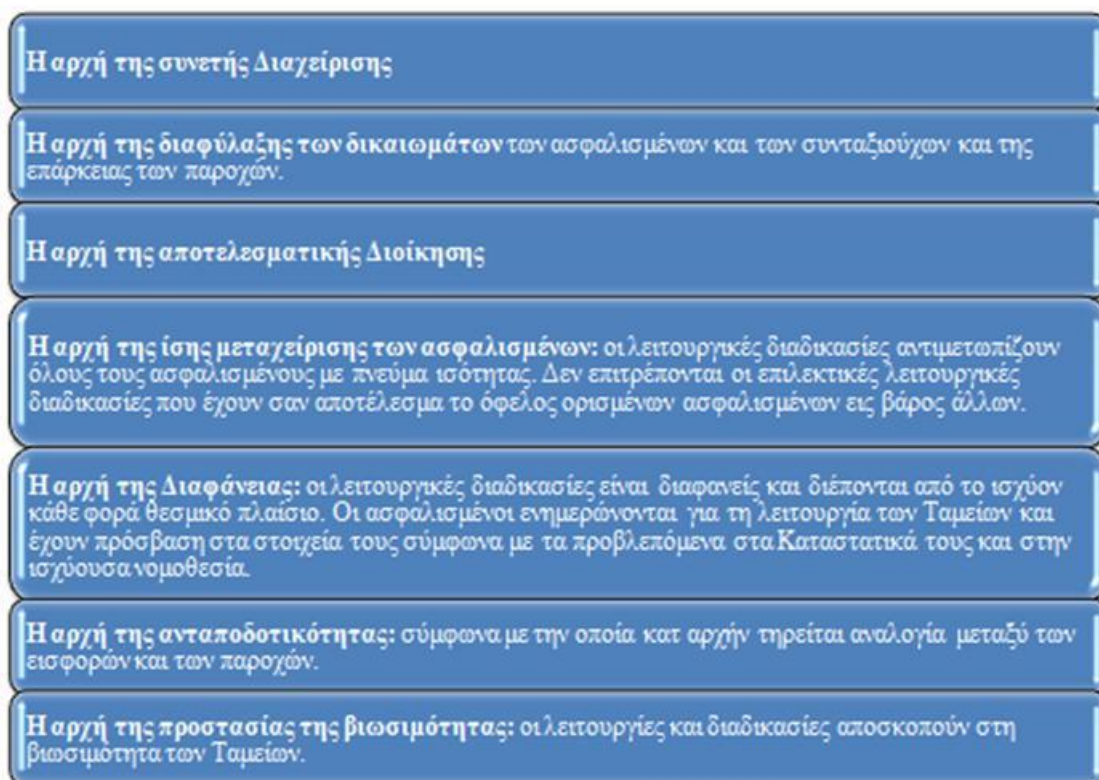 Η αρχή της συνετής Διαχείρισης
Η αρχή της διαφύλαξης των δικαιωμάτων των ασφαλισμένων και των συνταξιούχων και της
επάρκειας των παροχών.
Η αρχή της αποτελεσματικής Διοίκησης
Η αρχή της ίσης μεταχείρισης των ασφαλισμένων: οι λειτουργικές διαδικασίες αντιμετωπίζουν
όλους τους ασφαλισμένους με πνεύμα ισότητας. Δεν επιτρέπονται οι επιλεκτικές λειτουργικές
διαδικασίες που έχουν σαν αποτέλεσμα το όφελος ορισμένων ασφαλισμένων εις βάρος άλλων.
Η αρχή της Διαφάνειας: οι λειτουργικές διαδικασίες είναι διαφανείς και διέπονται από το ισχύον
κάθε φορά θεσμικό πλαίσιο. Οι ασφαλισμένοι ενημερώνονται για τη λειτουργία των Ταμείων και
έχουν πρόσβαση στα στοιχεία τους σύμφωνα με τα προβλεπόμενα στα Καταστατικά τους και στην
ισχύουσα νομοθεσία.
Η αρχή της ανταποδοτικότητας: σύμφωνα με την οποία κατ αρχήν τηρείται αναλογία μεταξύ των
εισφορών και των παροχών.
Η αρχή της προστασίας της βιωσιμότητας: οι λειτουργίες και διαδικασίες αποσκοπούν στη
βιωσιμότητα των Ταμείων.